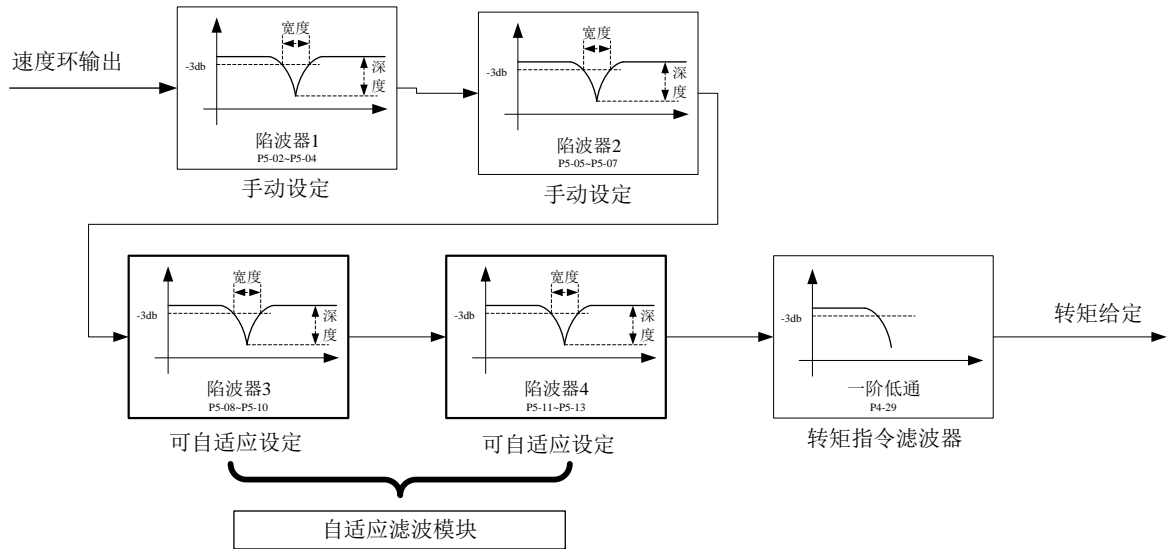 速度环输出
宽度
-3db
深度
陷波器1
P5-02~P5-04
手动设定
宽度
-3db
深度
陷波器2
P5-05~P5-07
手动设定
宽度
-3db
深度
陷波器3
P5-08~P5-10
可自适应设定
宽度
-3db
深度
陷波器4
P5-11~P5-13
可自适应设定
-3db
一阶低通
P4-29
转矩指令滤波器
转矩给定
自适应滤波模块